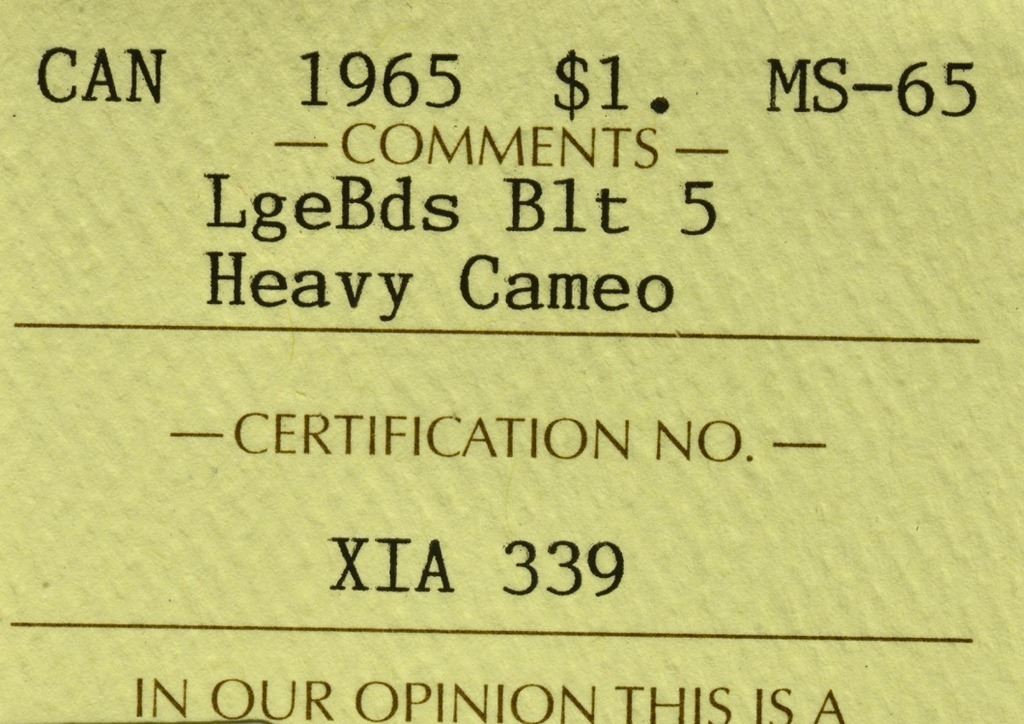 CAN 1965 $1. MS-65
— COMMENTS —
LgeBds Blt 5
Heavy Cameo
— CERTIFICATION NO. —
XIA 339
IN OUR OPINION THIS IS A